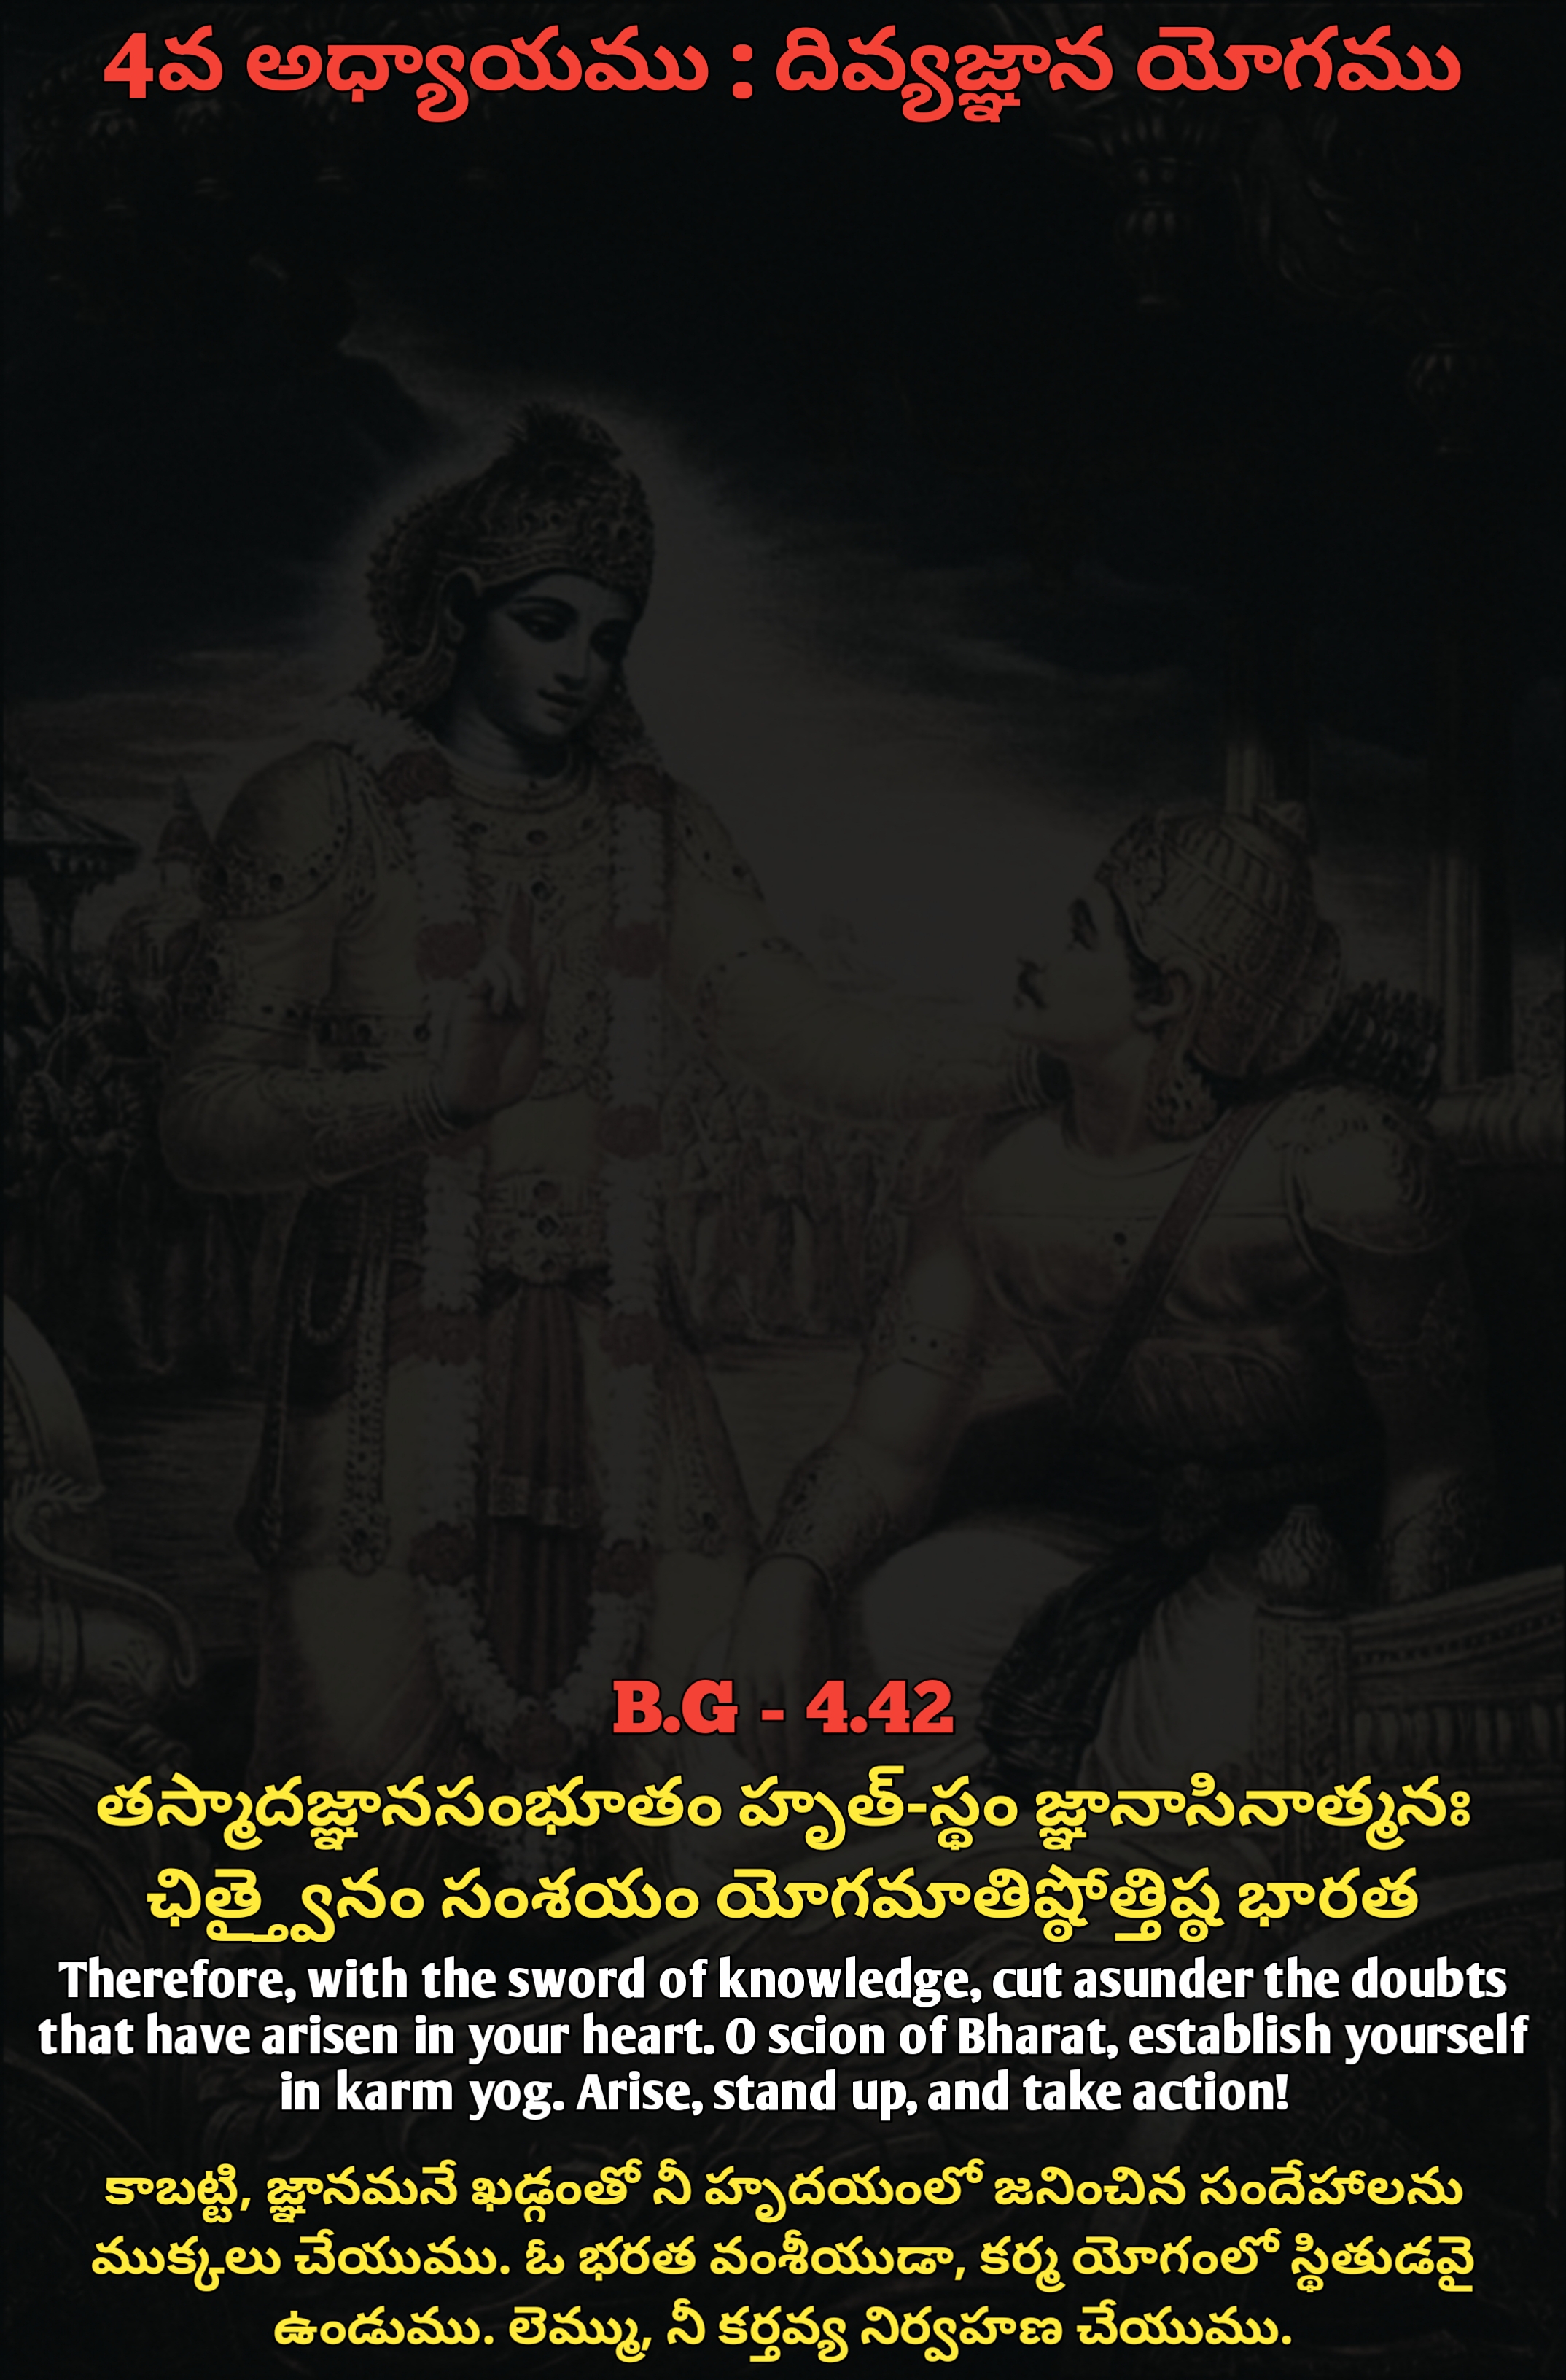 4వ అధ్యాయము : దివ్యజ్ఞాన యోగము
B.G - 4.42
తస్మాదజ్ఞానసంభూతం హృత్-స్థం జ్ఞానాసినాత్మనః
ఛిత్త్వైనం సంశయం యోగమాతిష్ఠోత్తిష్ఠ భారత
Therefore, with the sword of knowledge, cut asunder the doubts
that have arisen in your heart. O scion of Bharat, establish yourself
in karm yog. Arise, stand up, and take action!
కాబట్టి, జ్ఞానమనే ఖడ్గంతో నీ హృదయంలో జనించిన సందేహాలను
ముక్కలు చేయుము. ఓ భరత వంశీయుడా, కర్మ యోగంలో స్థితుడవై
ఉండుము. లెమ్ము, నీ కర్తవ్య నిర్వహణ చేయుము.